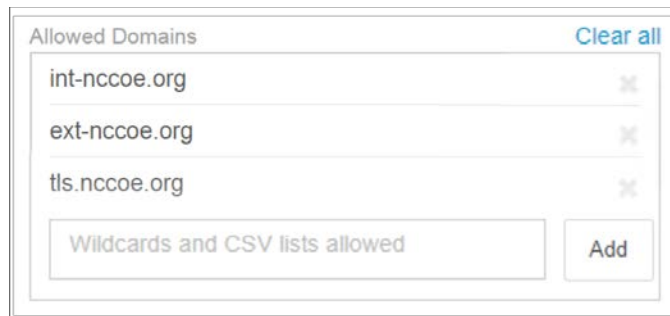 Allowed Domains Clear all
int-nccoe.org
ext-nccoe.org
tls.nccoe.org
Wildcards and CSV lists allowed Add